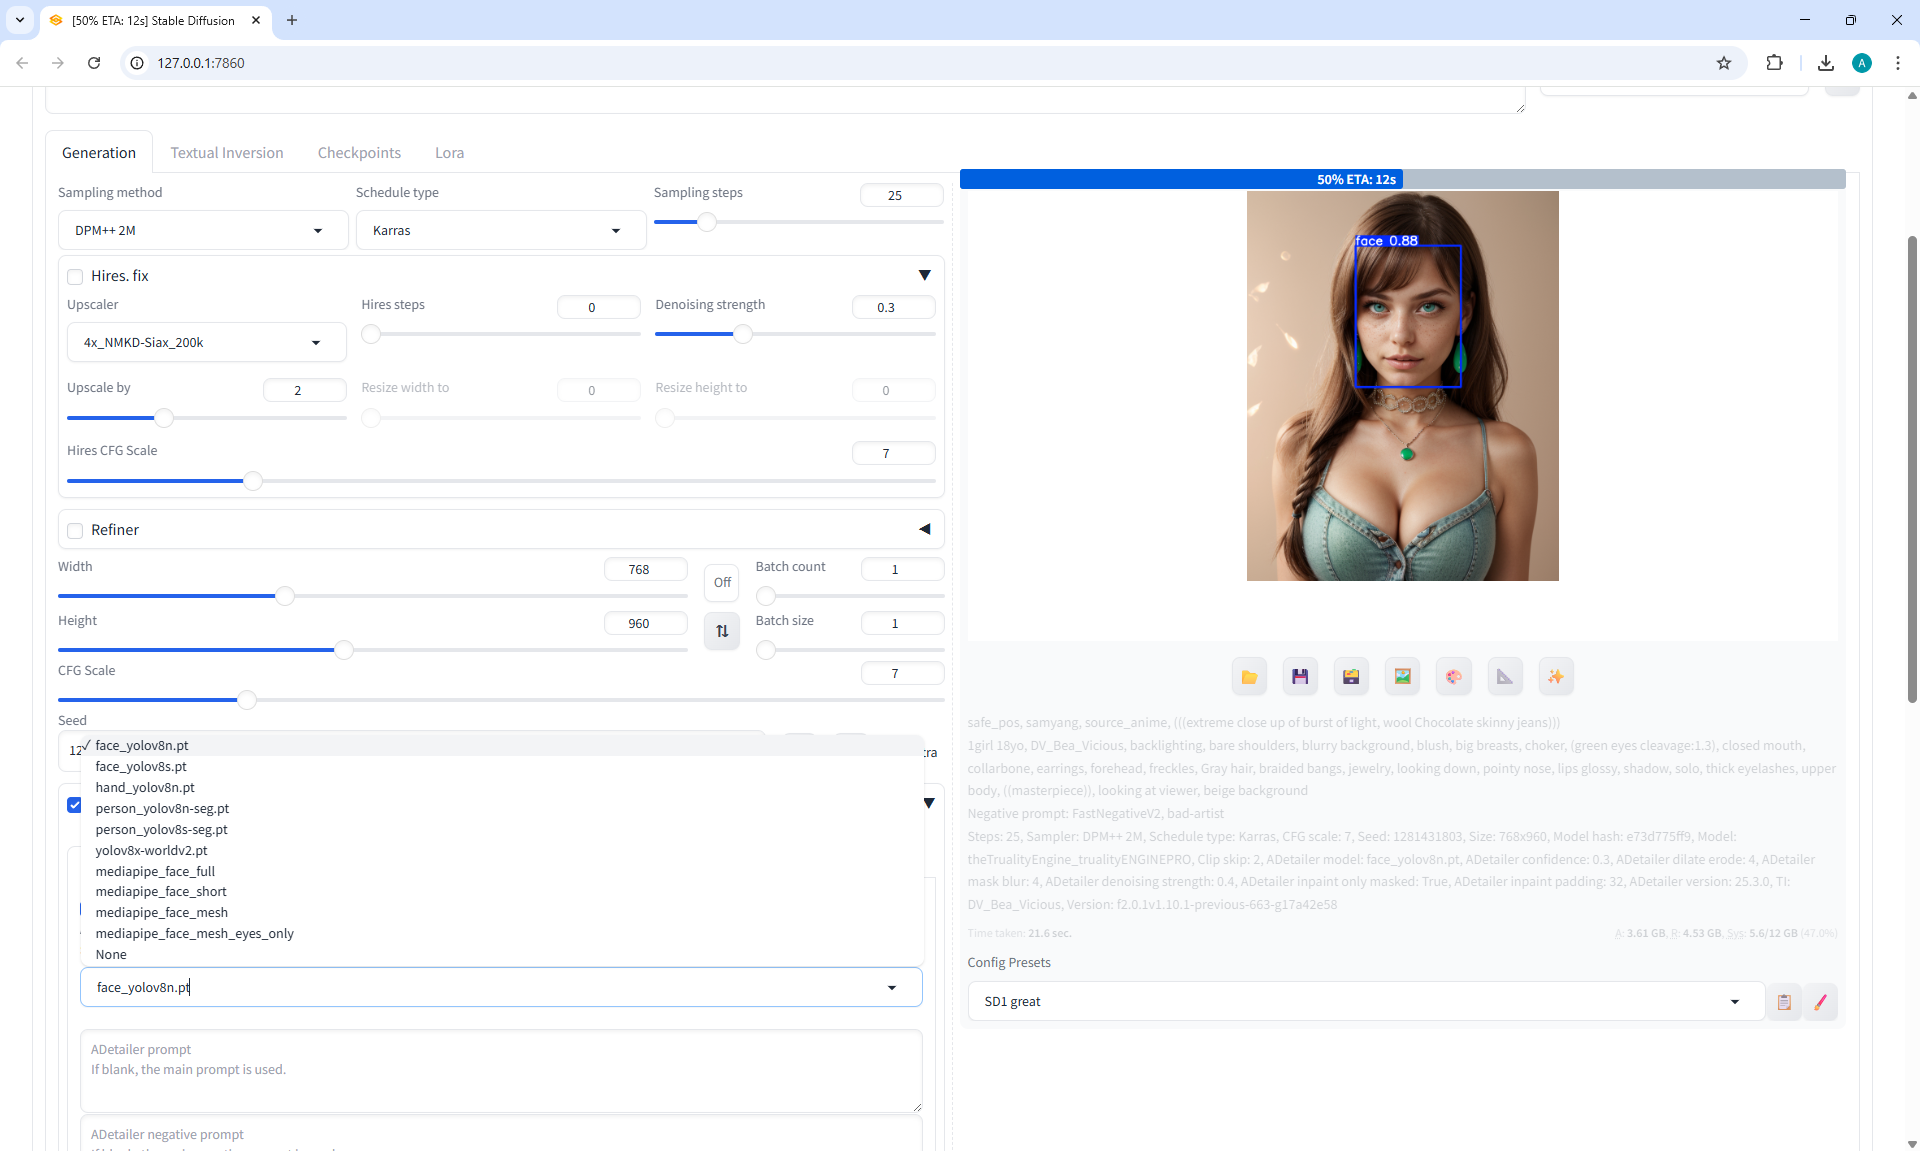 [50% ETA: 12s] Stable Diffusion
127.0.0.1:7860
A
Generation
Textual Inversion
Checkpoints
Lora
Sampling method
Schedule type
Sampling steps
25
DPM++ 2M
Karras
Hires. fix
Upscaler
Hires steps
0
Denoising strength
0.3
4x_NMKD-Siax_200k
Upscale by
2
Resize width to
0
Resize height to
0
Hires CFG Scale
7
Refiner
Width
768
Off
Batch count
1
Height
960
Batch size
1
CFG Scale
7
Seed
12
✓ face_yolov8n.pt
face_yolov8s.pt
hand_yolov8n.pt
person_yolov8n-seg.pt
person_yolov8s-seg.pt
yolov8x-worldv2.pt
mediapipe_face_full
mediapipe_face_short
mediapipe_face_mesh
mediapipe_face_mesh_eyes_only
None
face_yolov8n.pt
ADetailer prompt
If blank, the main prompt is used.
ADetailer negative prompt
50% ETA: 12s
face 0.88
safe_pos, samyang, source_anime, (((extreme close up of burst of light, wool Chocolate skinny jeans)))
1girl 18yo, DV_Bea_Vicious, backlighting, bare shoulders, blurry background, blush, big breasts, choker, (green eyes cleavage:1.3), closed mouth,
collarbone, earrings, forehead, freckles, Gray hair, braided bangs, jewelry, looking down, pointy nose, lips glossy, shadow, solo, thick eyelashes, upper
body, ((masterpiece)), looking at viewer, beige background
Negative prompt: FastNegativeV2, bad-artist
Steps: 25, Sampler: DPM++ 2M, Schedule type: Karras, CFG scale: 7, Seed: 1281431803, Size: 768x960, Model hash: e73d775ff9, Model:
theTrualityEngine_trualityENGINEPRO, Clip skip: 2, ADetailer model: face_yolov8n.pt, ADetailer confidence: 0.3, ADetailer dilate erode: 4, ADetailer
mask blur: 4, ADetailer denoising strength: 0.4, ADetailer inpaint only masked: True, ADetailer inpaint padding: 32, ADetailer version: 25.3.0, TI:
DV_Bea_Vicious, Version: f2.0.1v1.10.1-previous-663-g17a42e58
Time taken: 21.6 sec.
A: 3.61 GB, R: 4.53 GB, Sys: 5.6/12 GB (47.0%)
Config Presets
SD1 great